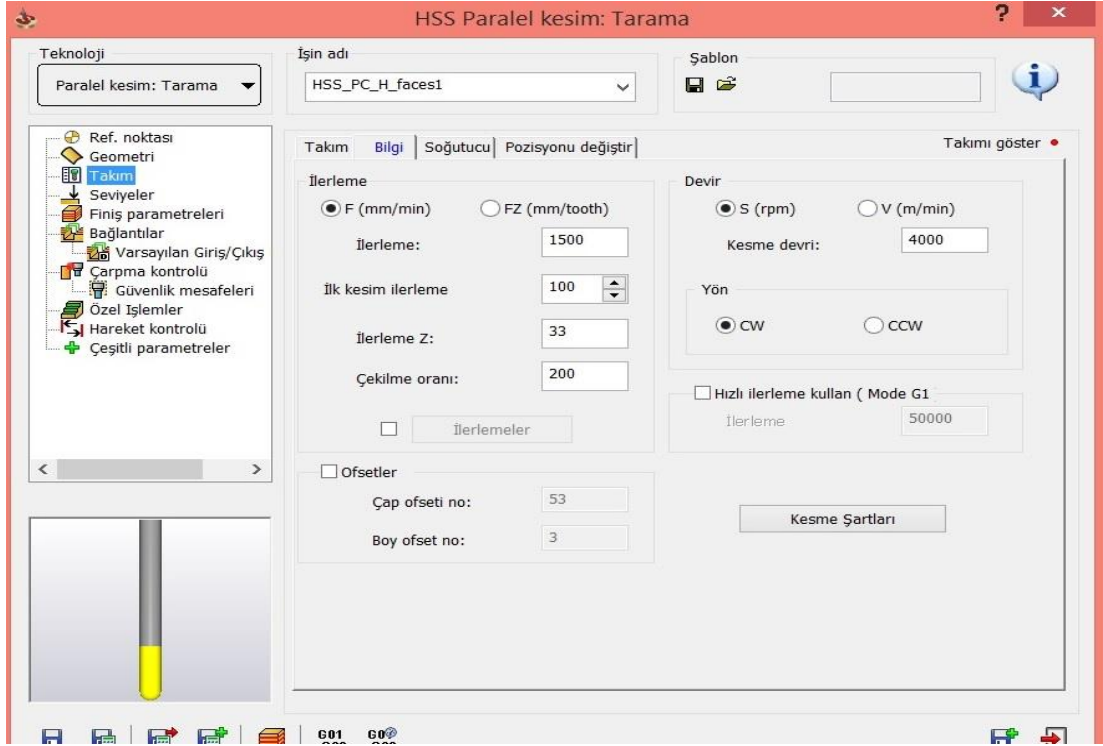 HSS Paralel kesim: Tarama
?
×
Teknoloji
Paralel kesim: Tarama
İşin adı
HSS_PC_H_faces1
Şablon
Ref. noktası
Geometri
Takım
Seviyeler
Finiş parametreleri
Bağlantılar
Varsayılan Giriş/Çıkış
Çarpma kontrolü
Güvenlik mesafeleri
Özel Işlemler
Hareket kontrolü
Çeşitli parametreler
Takım Bilgi Soğutucu Pozisyonu değiştir
Takımı göster
İlerleme
F (mm/min) FZ (mm/tooth)
İlerleme: 1500
İlk kesim ilerleme 100
İlerleme Z: 33
Çekilme oranı: 200
İlerlemeler
Ofsetler
Çap ofseti no: 53
Boy ofset no: 3
Devir
S (rpm) V (m/min)
Kesme devri: 4000
Yön
CW CCW
Hızlı ilerleme kullan ( Mode G1
İlerleme 50000
Kesme Şartları
G01 G0